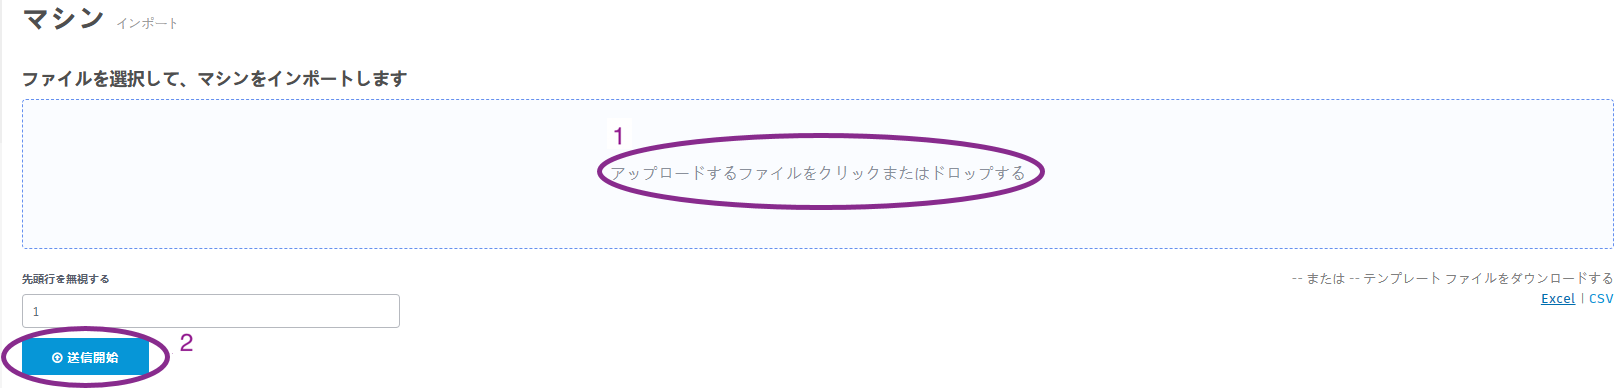 マシン インポート
ファイルを選択して、マシンをインポートします
1
アップロードするファイルをクリックまたはドロップする
先頭行を無視する
-- または -- テンプレート ファイルをダウンロードする
1
Excel | CSV
送信開始
2